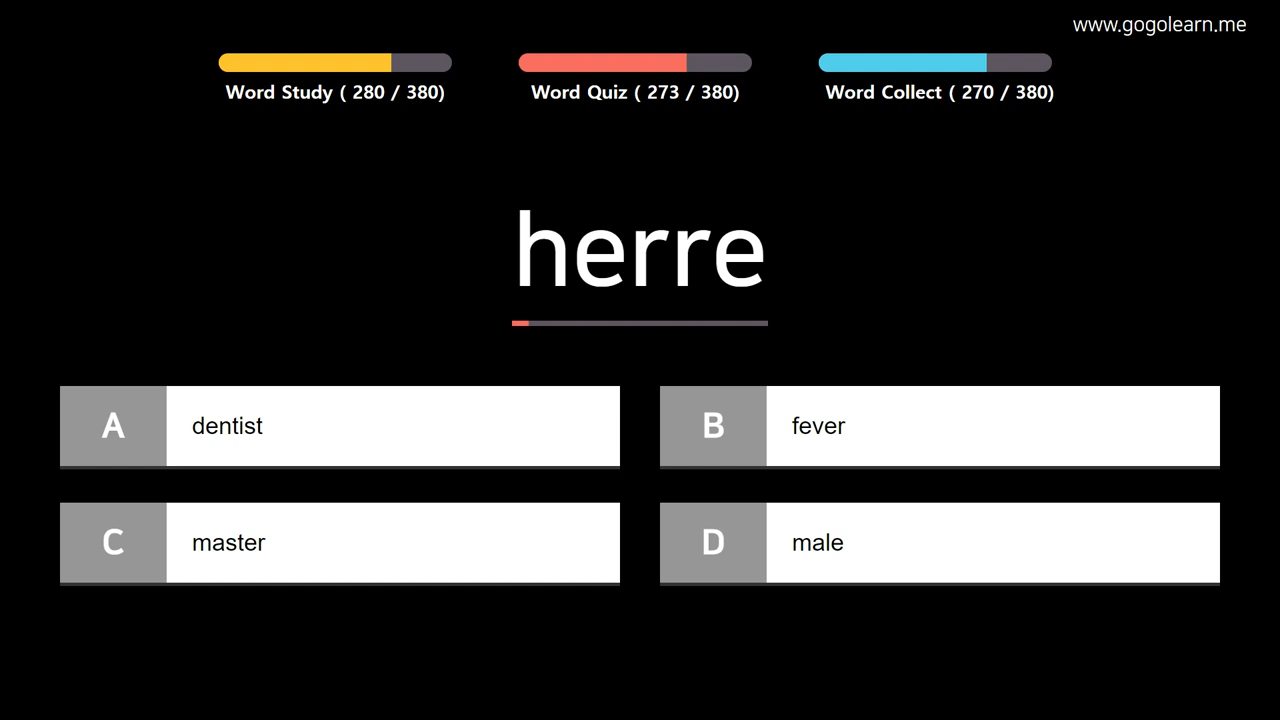 www.gogolearn.me
Word Study ( 280 / 380)
Word Quiz ( 273 / 380)
Word Collect ( 270 / 380)
herre
A dentist
B fever
C master
D male